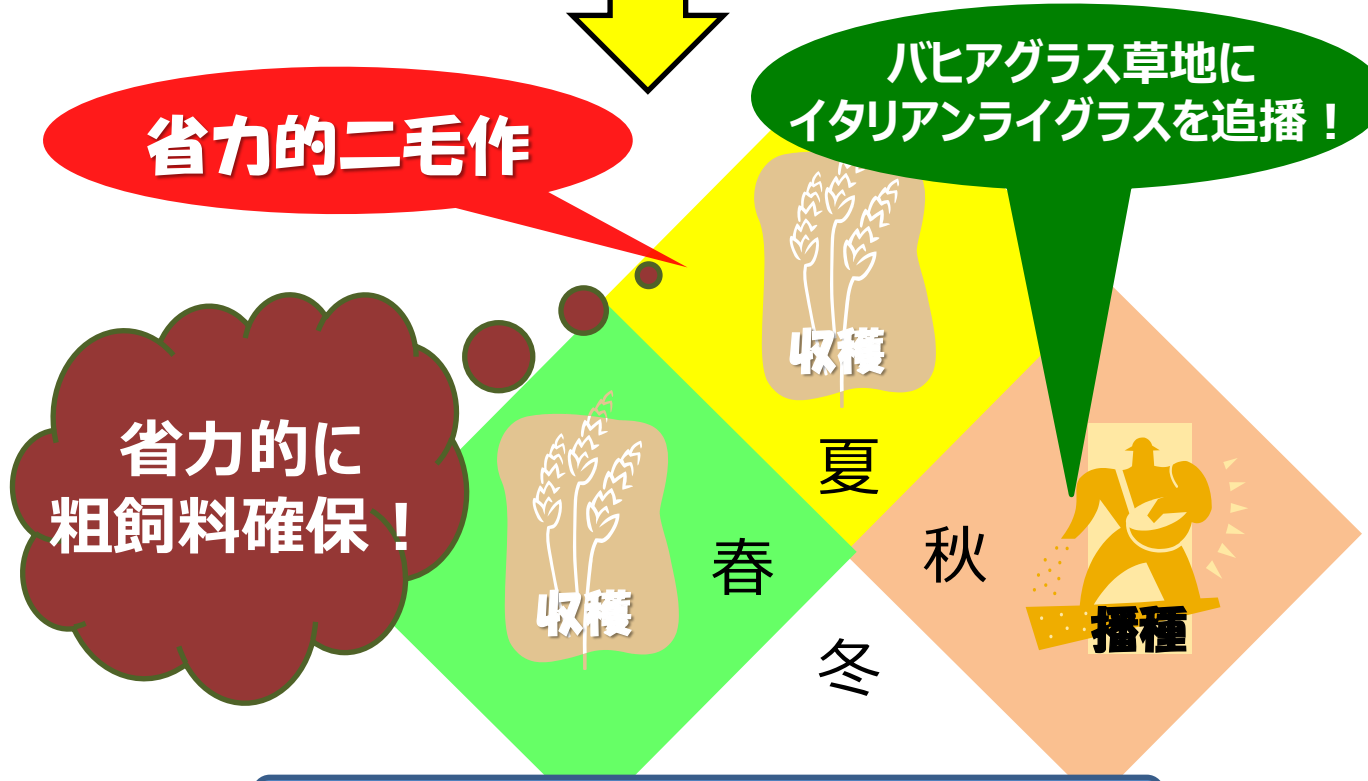 バヒアグラス草地に
イタリアンライグラスを追播！
省力的二毛作
収穫
省力的に
粗飼料確保！
夏
春
秋
収穫
播種
冬